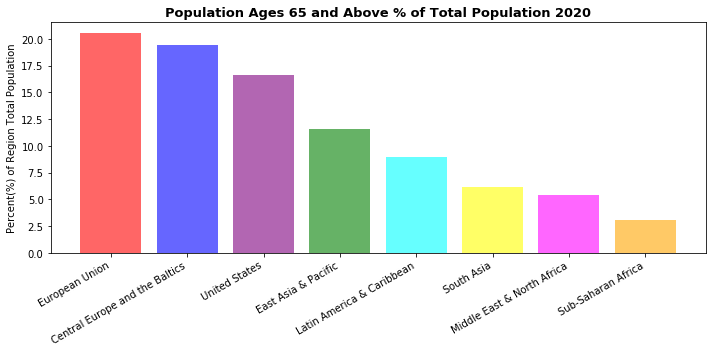 Population Ages 65 and Above % of Total Population 2020
Percent(%) of Region Total Population
20.0
17.5
15.0
12.5
10.0
7.5
5.0
2.5
0.0
European Union
Central Europe and the Baltics
United States
East Asia & Pacific
Latin America & Caribbean
South Asia
Middle East & North Africa
Sub-Saharan Africa